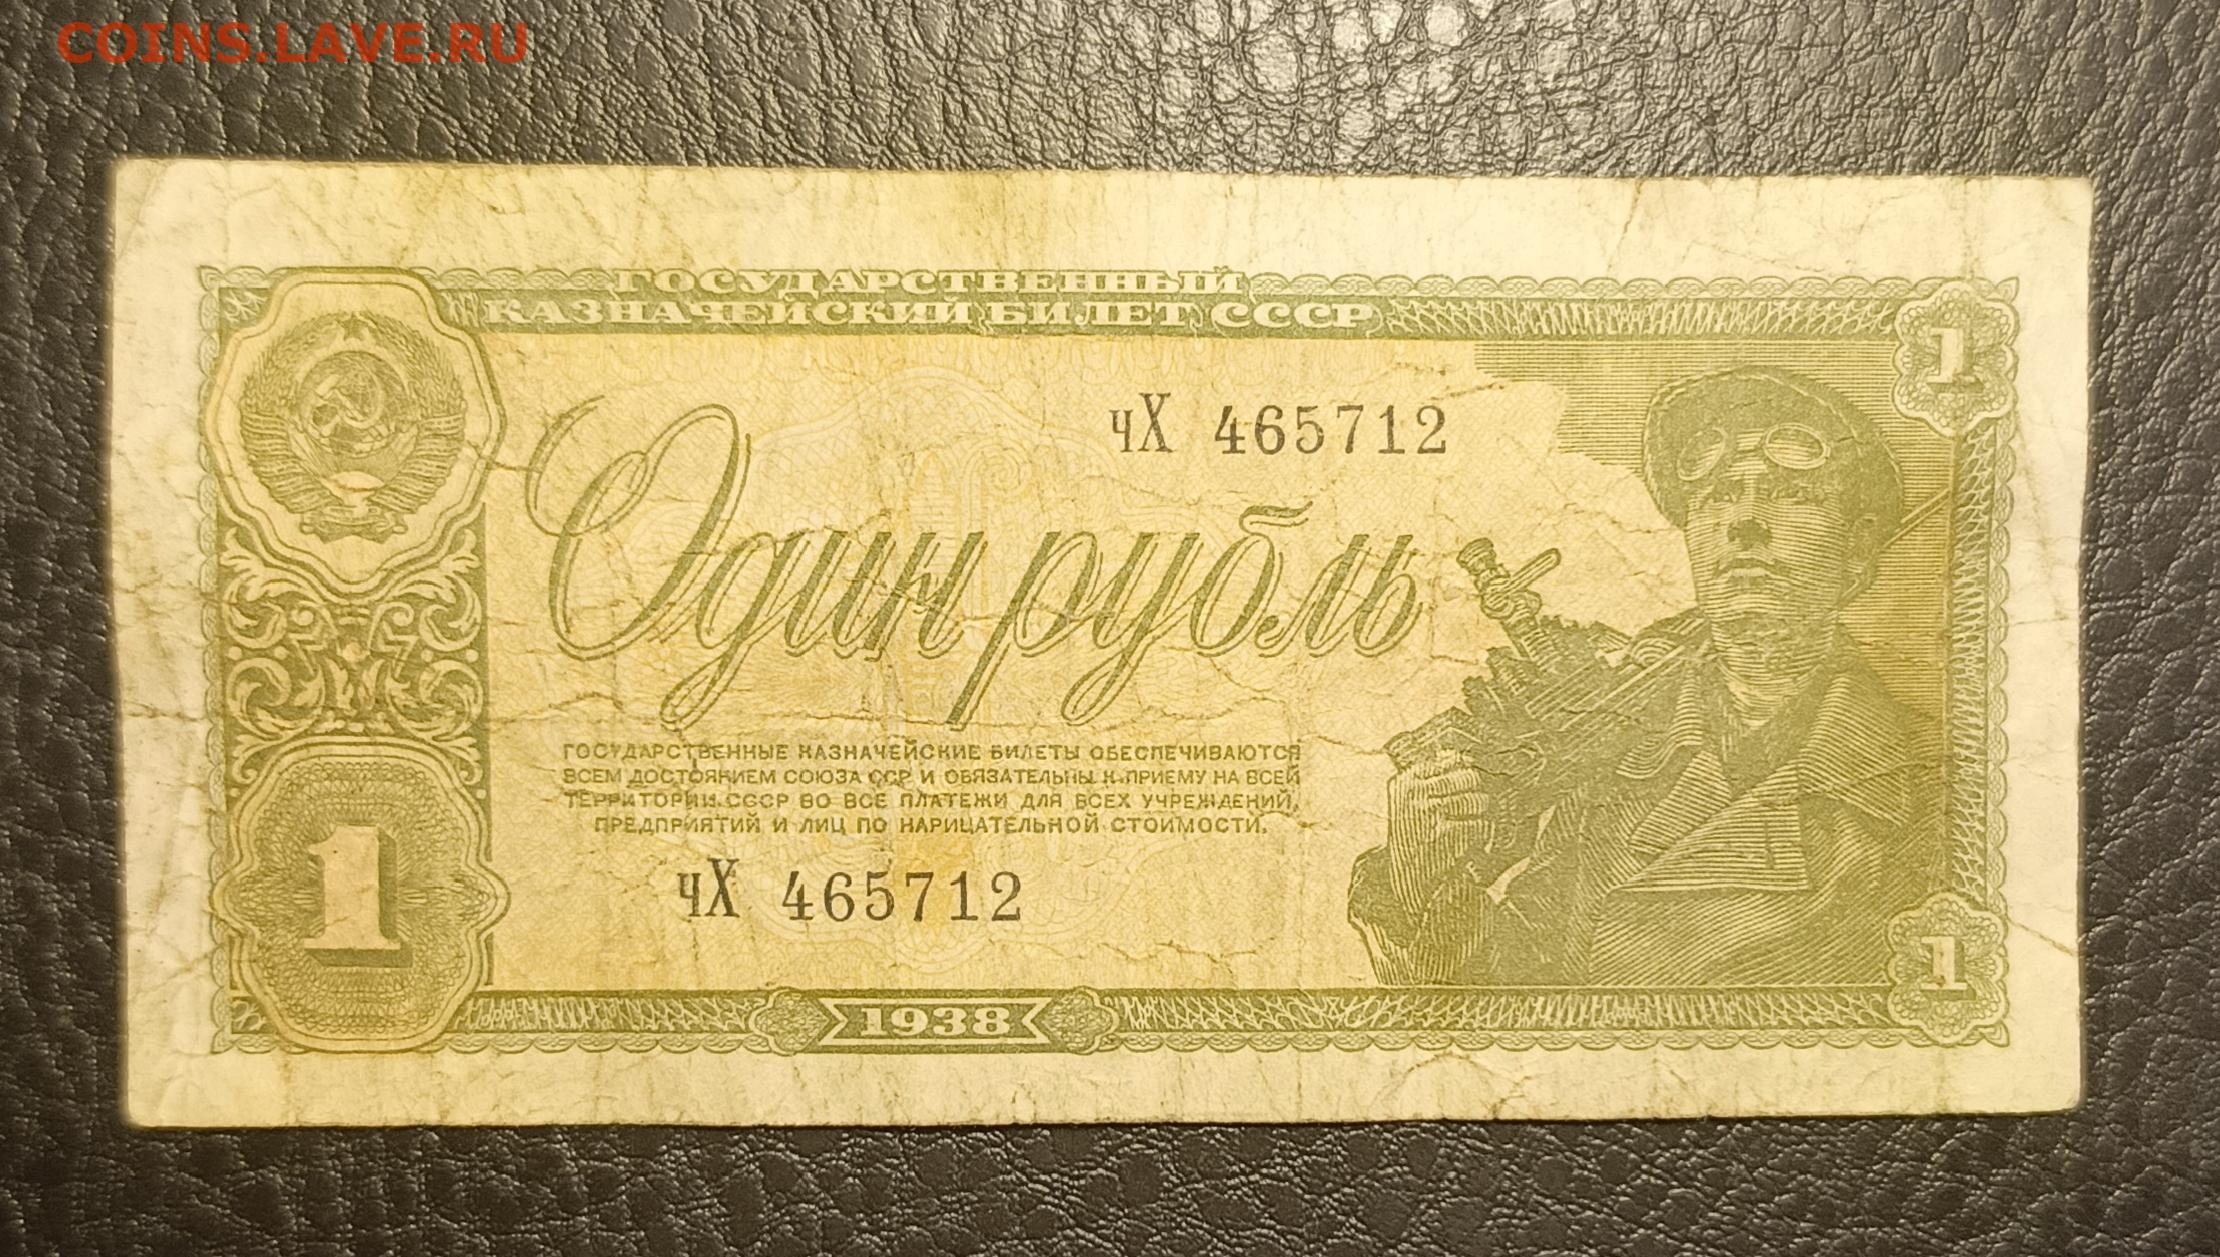 COINS.LAVE.RU
ГОСУДАРСТВЕННЫЙ
КАЗНАЧЕЙСКИЙ БИЛЕТ СССР
1
чХ 465712
Один рубль
ГОСУДАРСТВЕННЫЕ КАЗНАЧЕЙСКИЕ БИЛЕТЫ ОБЕСПЕЧИВАЮТСЯ
ВСЕМ ДОСТОЯНИЕМ СОЮЗА ССР И ОБЯЗАТЕЛЬНЫ К ПРИЕМУ НА ВСЕЙ
ТЕРРИТОРИИ СССР ВО ВСЕ ПЛАТЕЖИ ДЛЯ ВСЕХ УЧРЕЖДЕНИЙ,
ПРЕДПРИЯТИЙ И ЛИЦ ПО НАРИЦАТЕЛЬНОЙ СТОИМОСТИ.
чХ 465712
1
1
1938